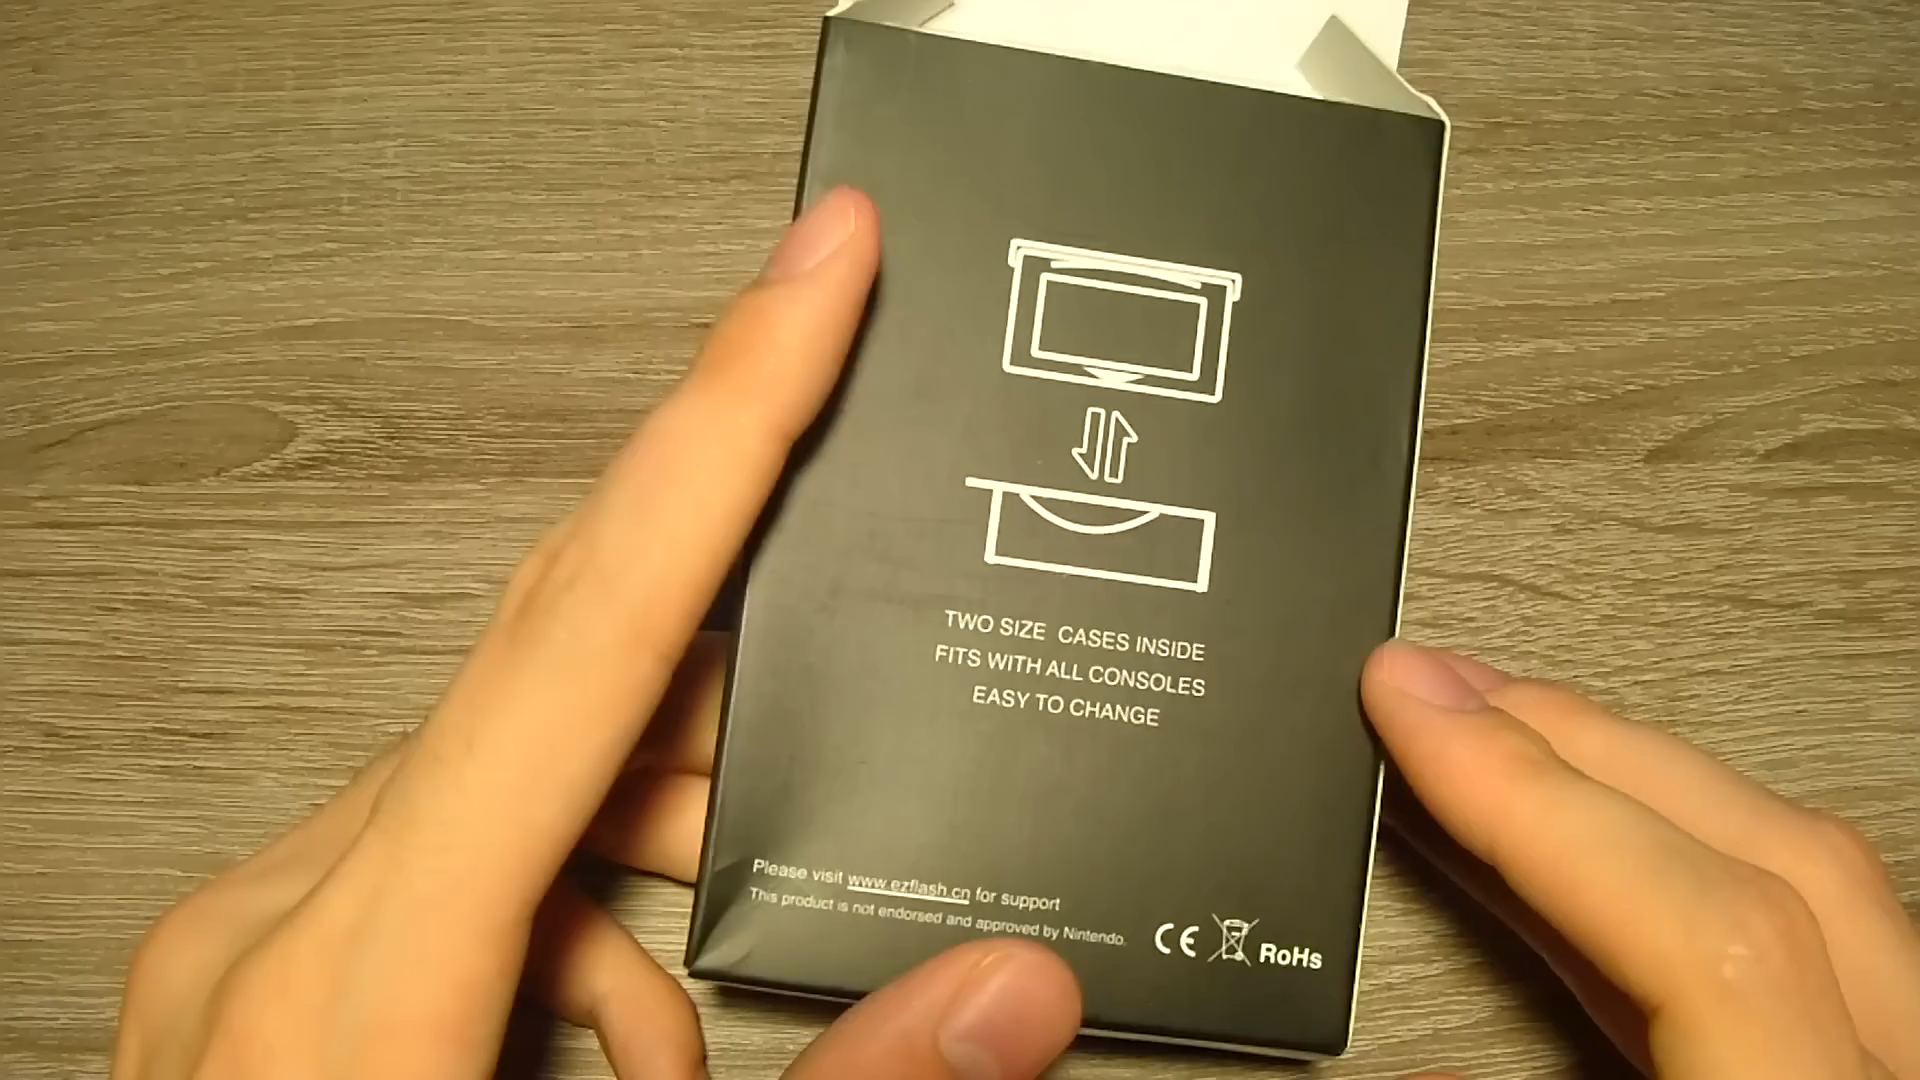 TWO SIZE CASES INSIDE
FITS WITH ALL CONSOLES
EASY TO CHANGE
Please visit www.ezflash.cn for support
This product is not endorsed and approved by Nintendo.
CE RoHs